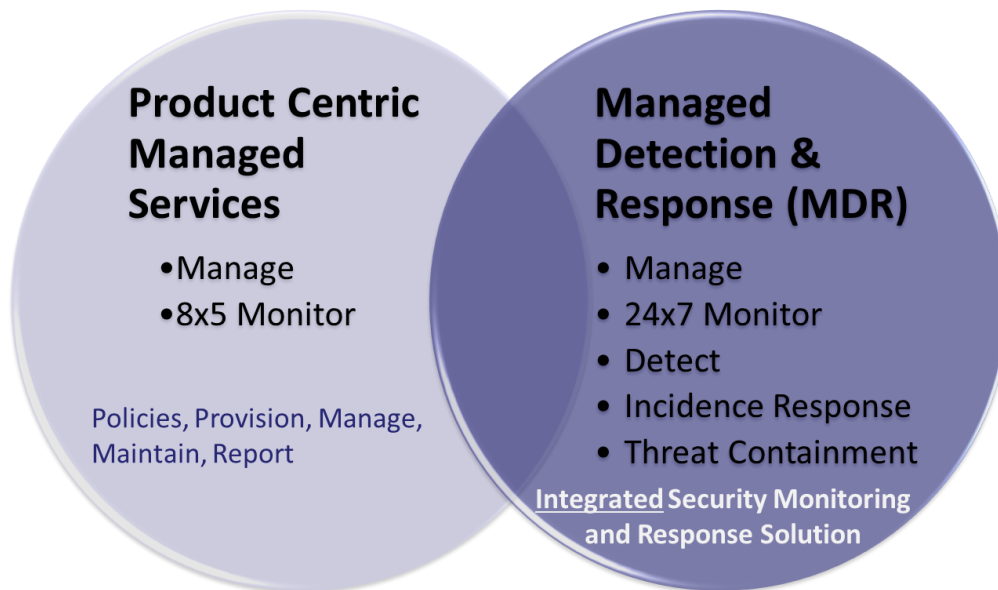 Product Centric
Managed
Services
•Manage
•8x5 Monitor
Policies, Provision, Manage,
Maintain, Report
Managed
Detection &
Response (MDR)
• Manage
• 24x7 Monitor
• Detect
• Incidence Response
• Threat Containment
Integrated Security Monitoring
and Response Solution